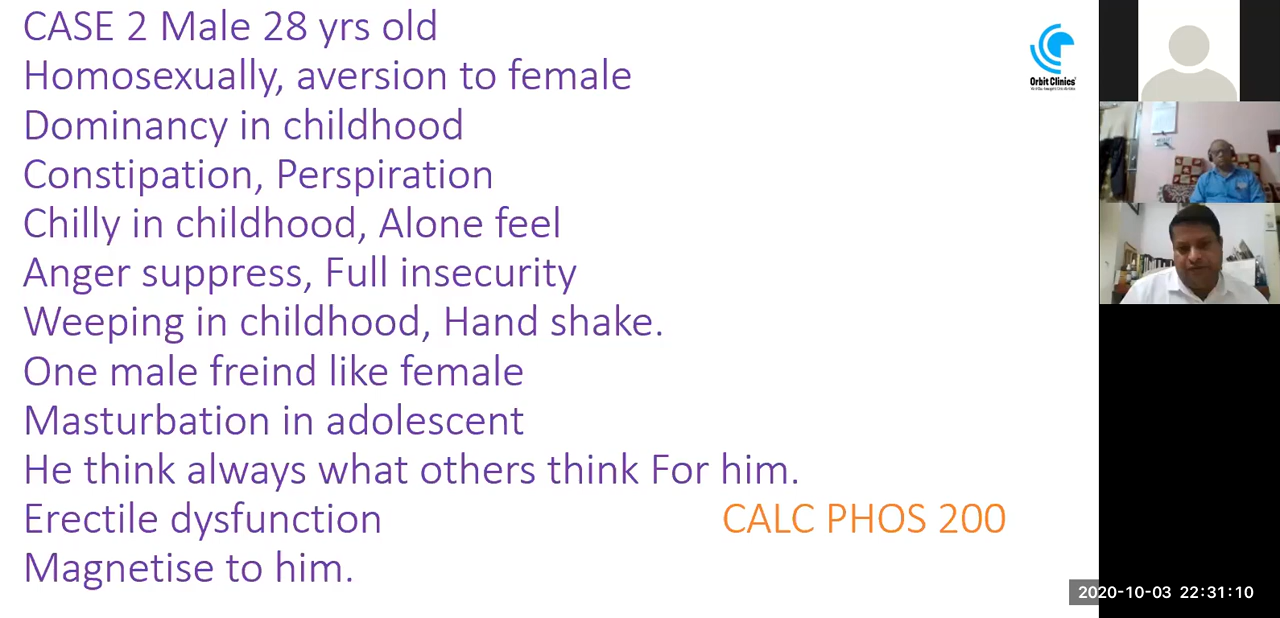 CASE 2 Male 28 yrs old
Homosexually, aversion to female
Dominancy in childhood
Constipation, Perspiration
Chilly in childhood, Alone feel
Anger suppress, Full insecurity
Weeping in childhood, Hand shake.
One male freind like female
Masturbation in adolescent
He think always what others think For him.
Erectile dysfunction
CALC PHOS 200
Magnetise to him.
Orbit Clinics
2020-10-03 22:31:10